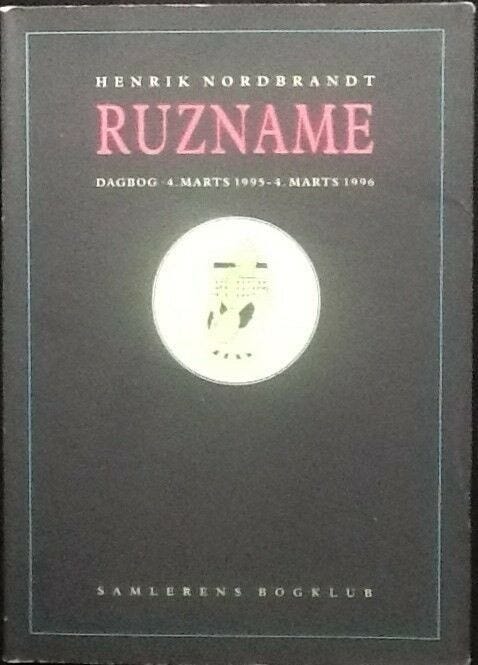 HENRIK NORDBRANDT
RUZNAME
DAGBOG · 4. MARTS 1995 - 4. MARTS 1996
SAMLERENS BOGKLUB